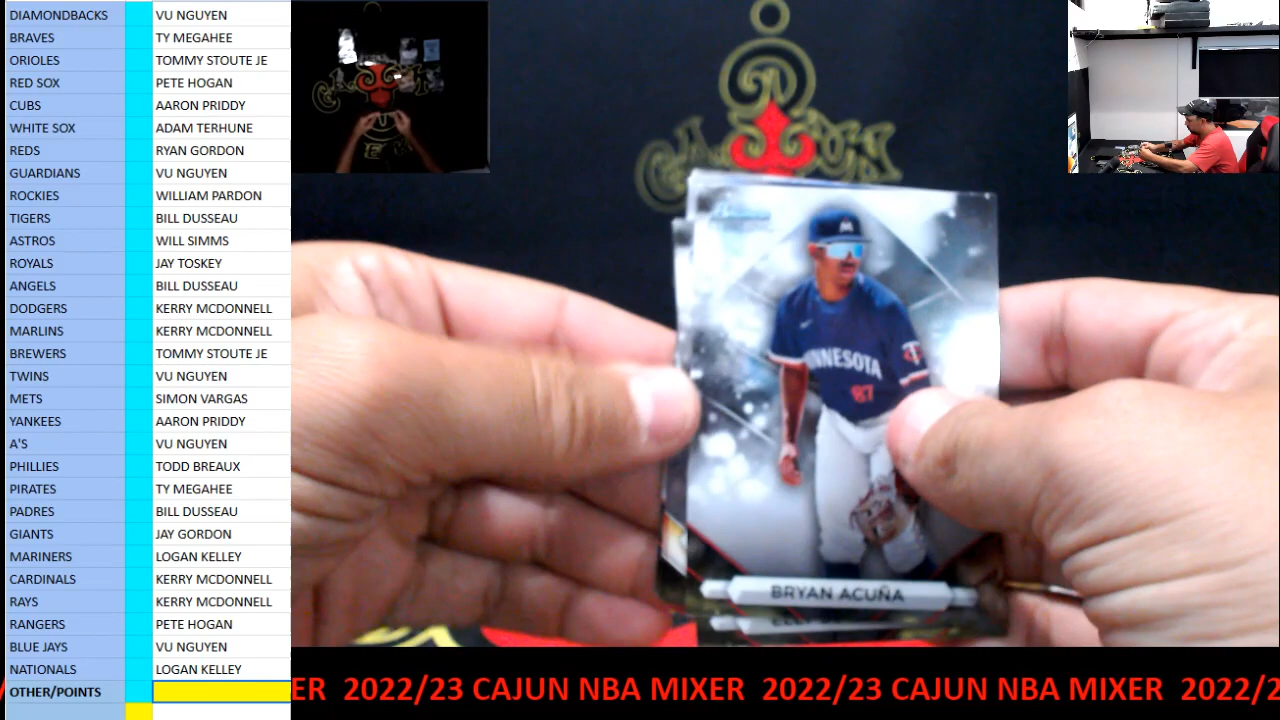 DIAMONDBACKS VU NGUYEN
BRAVES TY MEGAHEE
ORIOLES TOMMY STOUTE JE
RED SOX PETE HOGAN
CUBS AARON PRIDDY
WHITE SOX ADAM TERHUNE
REDS RYAN GORDON
GUARDIANS VU NGUYEN
ROCKIES WILLIAM PARDON
TIGERS BILL DUSSEAU
ASTROS WILL SIMMS
ROYALS JAY TOSKEY
ANGELS BILL DUSSEAU
DODGERS KERRY MCDONNELL
MARLINS KERRY MCDONNELL
BREWERS TOMMY STOUTE JE
TWINS VU NGUYEN
METS SIMON VARGAS
YANKEES AARON PRIDDY
A'S VU NGUYEN
PHILLIES TODD BREAUX
PIRATES TY MEGAHEE
PADRES BILL DUSSEAU
GIANTS JAY GORDON
MARINERS LOGAN KELLEY
CARDINALS KERRY MCDONNELL
RAYS KERRY MCDONNELL
RANGERS PETE HOGAN
BLUE JAYS VU NGUYEN
NATIONALS LOGAN KELLEY
OTHER/POINTS
M
MINNESOTA
87
BRYAN ACUÑA
ER 2022/23 CAJUN NBA MIXER 2022/23 CAJUN NBA MIXER 2022/2